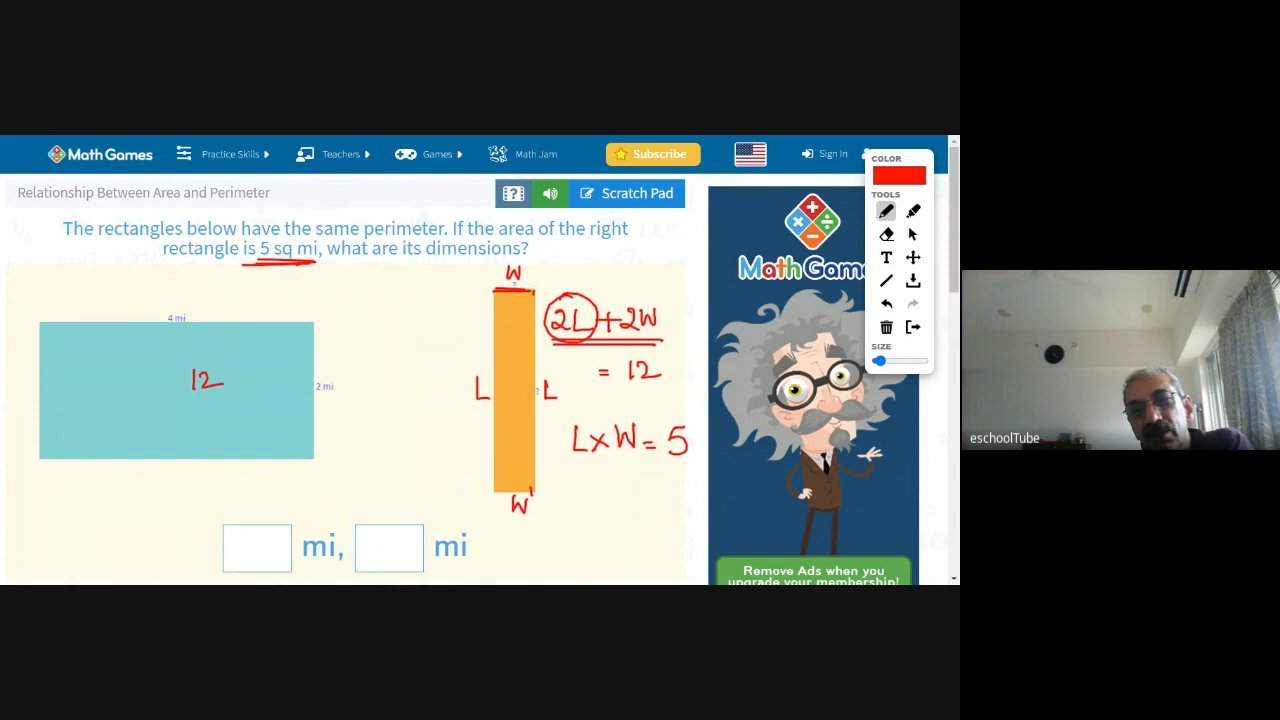 Math Games Practice Skills Teachers Games Math Jam Subscribe Sign In
Relationship Between Area and Perimeter
? Scratch Pad
The rectangles below have the same perimeter. If the area of the right
rectangle is 5 sq mi, what are its dimensions?
4 mi
12
2 mi
W
?
L
? L
W
2L + 2W
= 12
L x W = 5
mi, mi
Math Gam
Remove Ads when you
upgrade your membership!
COLOR
TOOLS
T
SIZE
eschoolTube